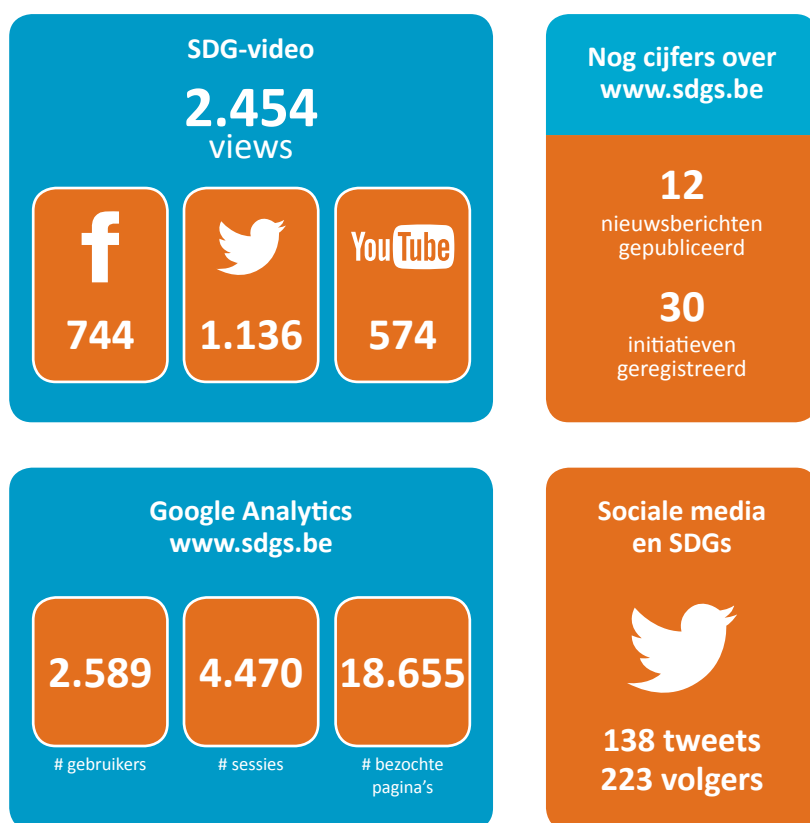 SDG-video
2.454
views
f
YouTube
744
1.136
574
Nog cijfers over
www.sdgs.be
12
nieuwsberichten
gepubliceerd
30
initiatieven
geregistreerd
Google Analytics
www.sdgs.be
2.589
4.470
18.655
# gebruikers
# sessies
# bezochte
pagina's
Sociale media
en SDGs
138 tweets
223 volgers